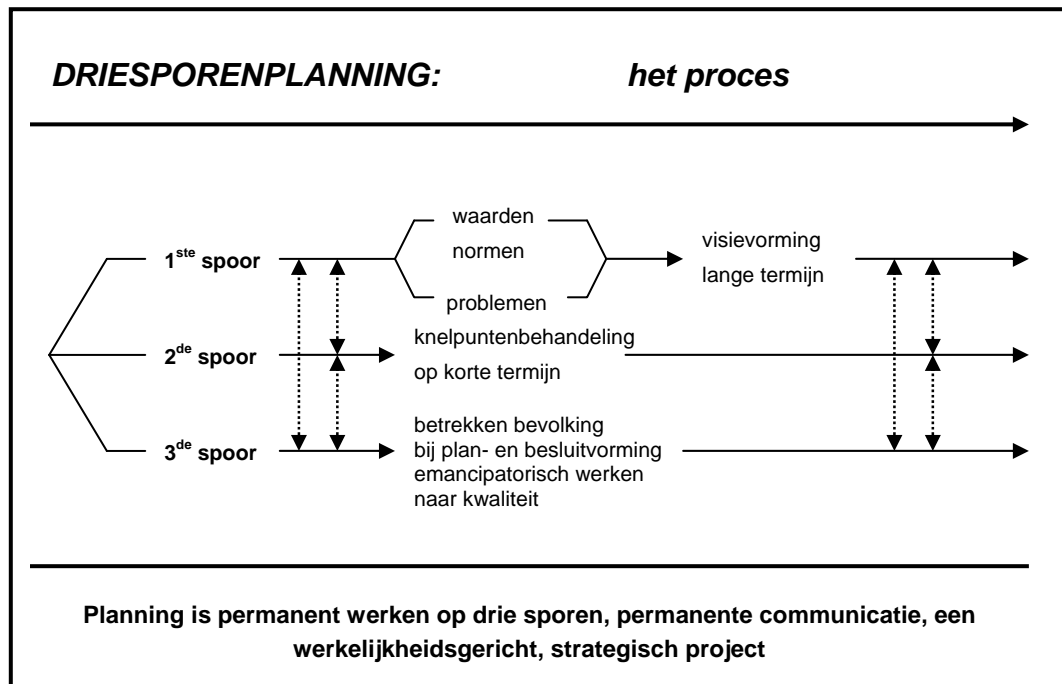 DRIESPORENPLANNING: het proces
1ste spoor
waarden
normen
problemen
visievorming
lange termijn
2de spoor
knelpuntenbehandeling
op korte termijn
3de spoor
betrekken bevolking
bij plan- en besluitvorming
emancipatorisch werken
naar kwaliteit
Planning is permanent werken op drie sporen, permanente communicatie, een
werkelijkheidsgericht, strategisch project